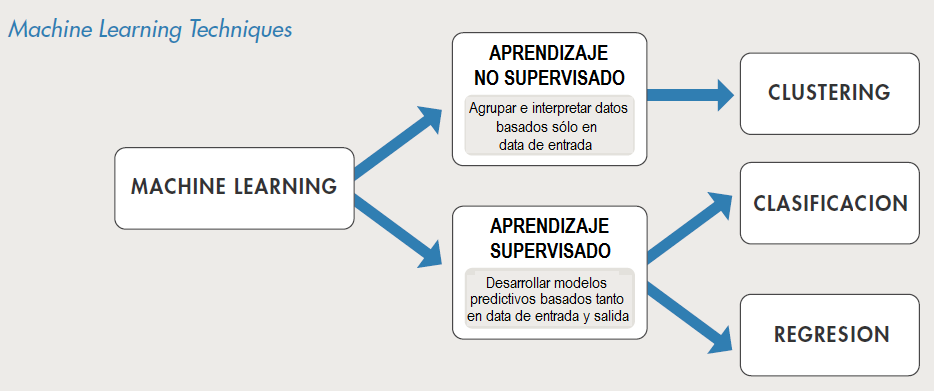 Machine Learning Techniques
MACHINE LEARNING
APRENDIZAJE
NO SUPERVISADO
Agrupar e interpretar datos
basados sólo en
data de entrada
CLUSTERING
APRENDIZAJE
SUPERVISADO
Desarrollar modelos
predictivos basados tanto
en data de entrada y salida
CLASIFICACION
REGRESION